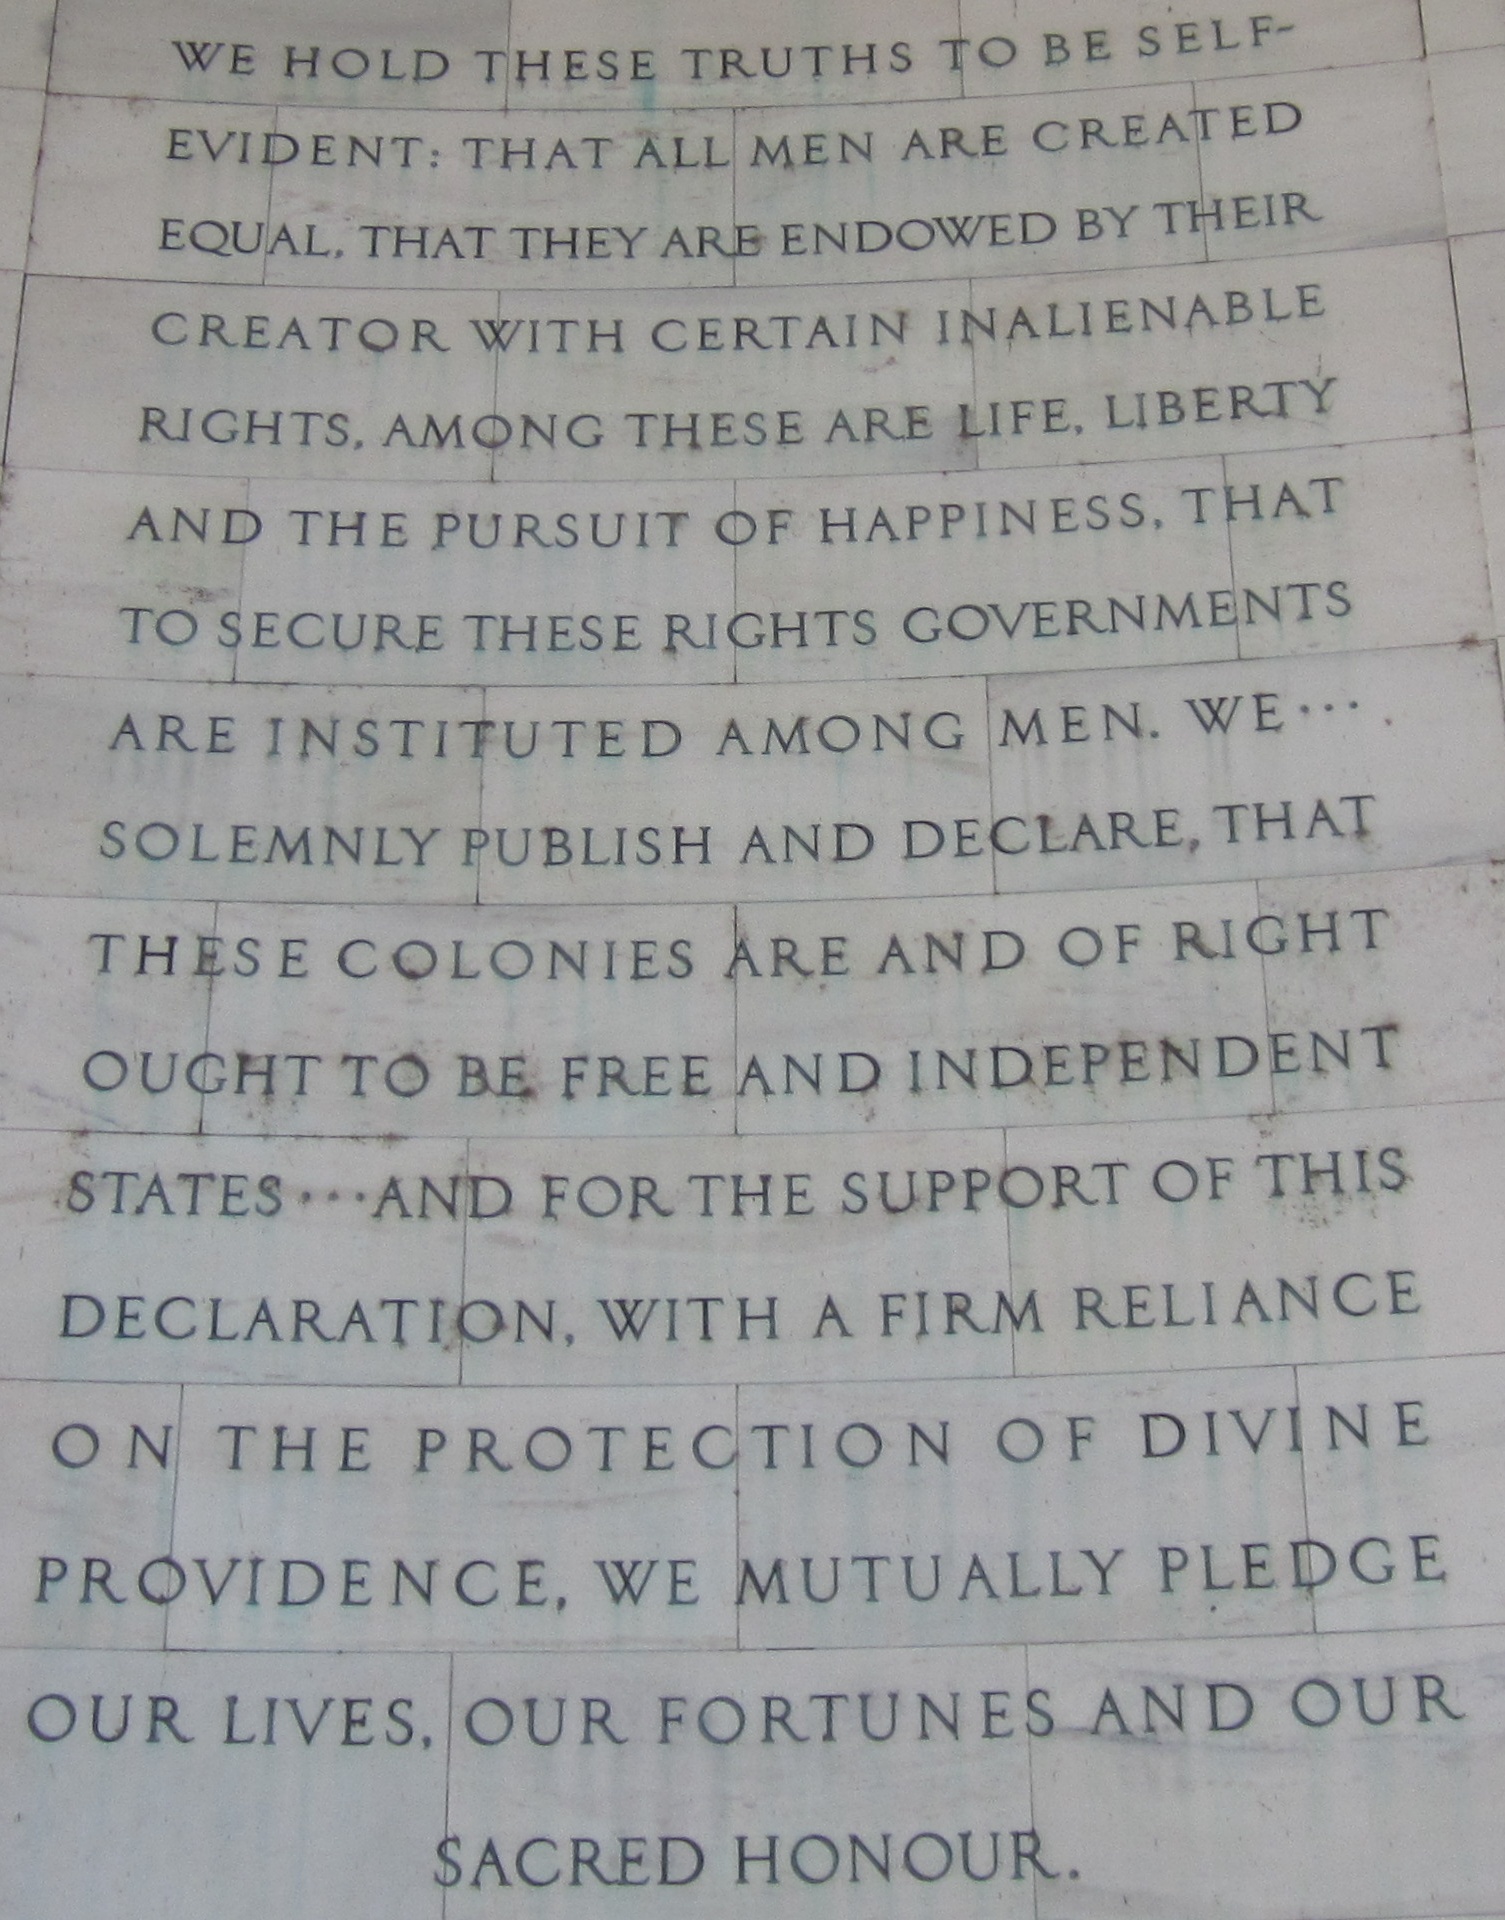 WE HOLD THESE TRUTHS TO BE SELF-
EVIDENT: THAT ALL MEN ARE CREATED
EQUAL, THAT THEY ARE ENDOWED BY THEIR
CREATOR WITH CERTAIN INALIENABLE
RIGHTS, AMONG THESE ARE LIFE, LIBERTY
AND THE PURSUIT OF HAPPINESS, THAT
TO SECURE THESE RIGHTS GOVERNMENTS
ARE INSTITUTED AMONG MEN. WE···
SOLEMNLY PUBLISH AND DECLARE, THAT
THESE COLONIES ARE AND OF RIGHT
OUGHT TO BE FREE AND INDEPENDENT
STATES···AND FOR THE SUPPORT OF THIS
DECLARATION, WITH A FIRM RELIANCE
ON THE PROTECTION OF DIVINE
PROVIDENCE, WE MUTUALLY PLEDGE
OUR LIVES, OUR FORTUNES AND OUR
SACRED HONOUR.